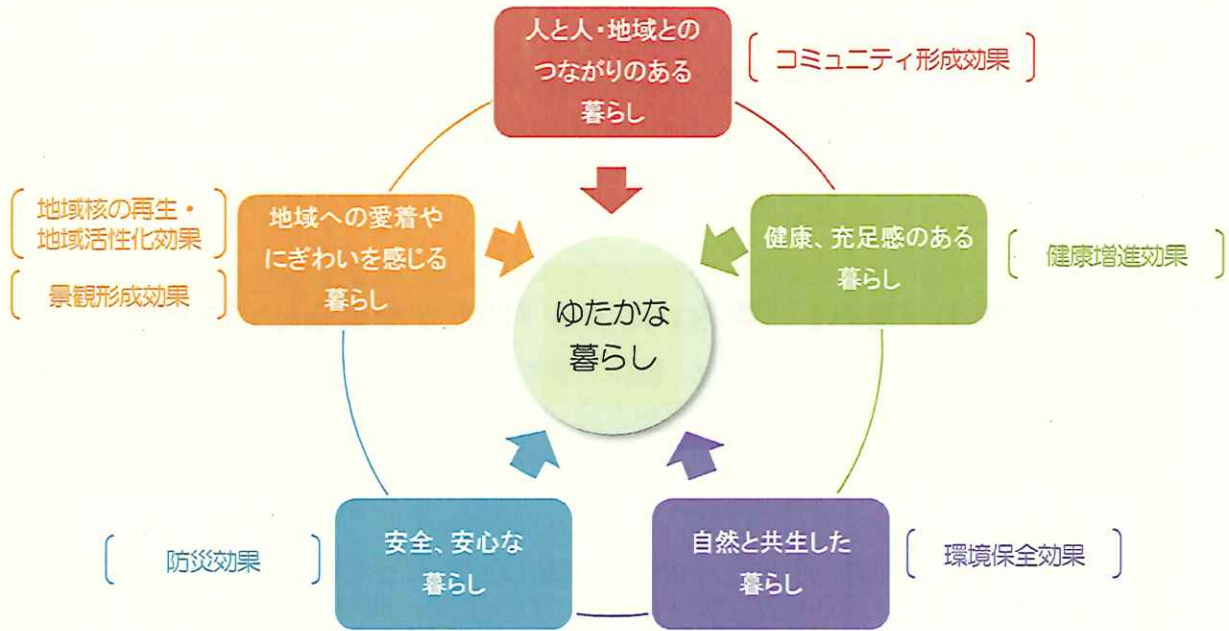 人と人・地域との
つながりのある
暮らし
コミュニティ形成効果
地域核の再生・
地域活性化効果
景観形成効果
地域への愛着や
にぎわいを感じる
暮らし
健康、充足感のある
暮らし
健康増進効果
ゆたかな
暮らし
防災効果
安全、安心な
暮らし
自然と共生した
暮らし
環境保全効果